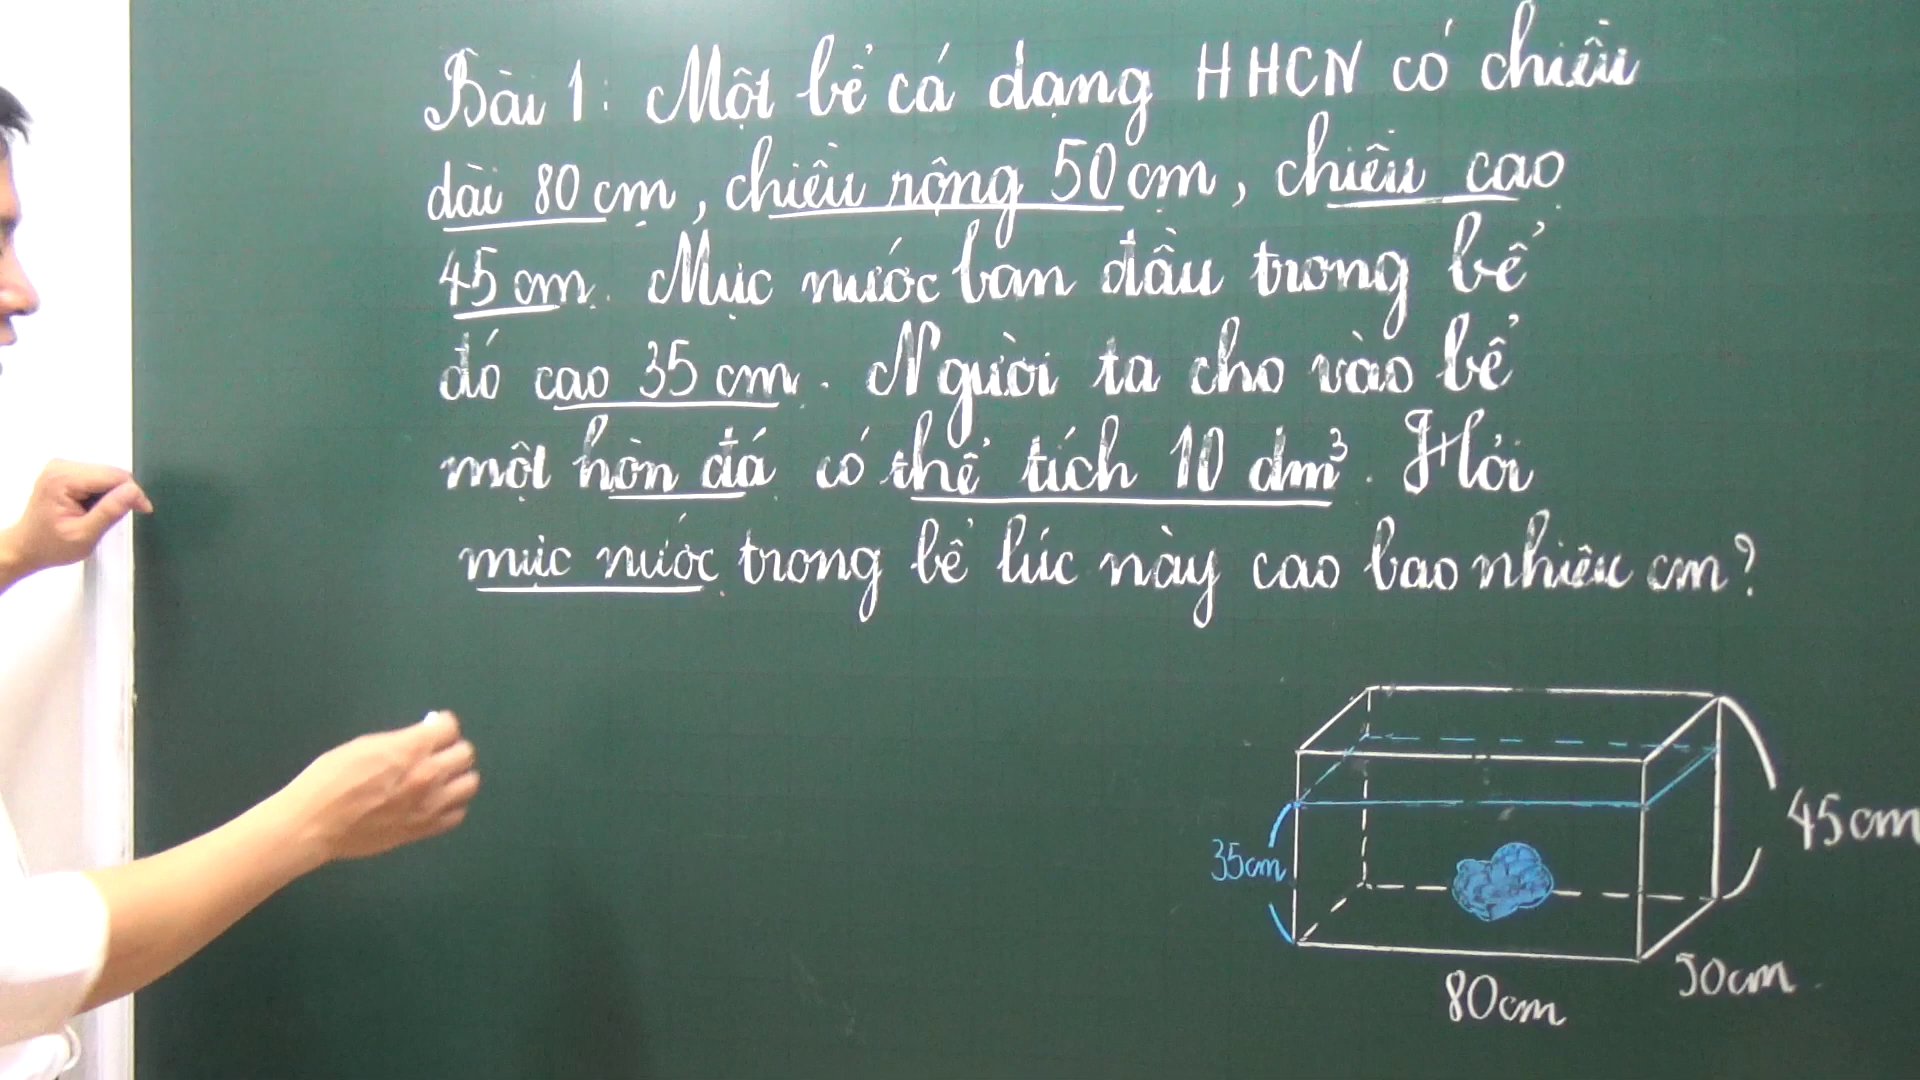 Bài 1: Một bể cá dạng HHCN có chiều
dài 80 cm, chiều rộng 50 cm, chiều cao
45 cm. Mực nước ban đầu trong bể
đó cao 35 cm. Người ta cho vào bể
một hòn đá có thể tích 10 dm³. Hỏi
mực nước trong bể lúc này cao bao nhiêu cm?
45cm
35cm
50cm
80cm